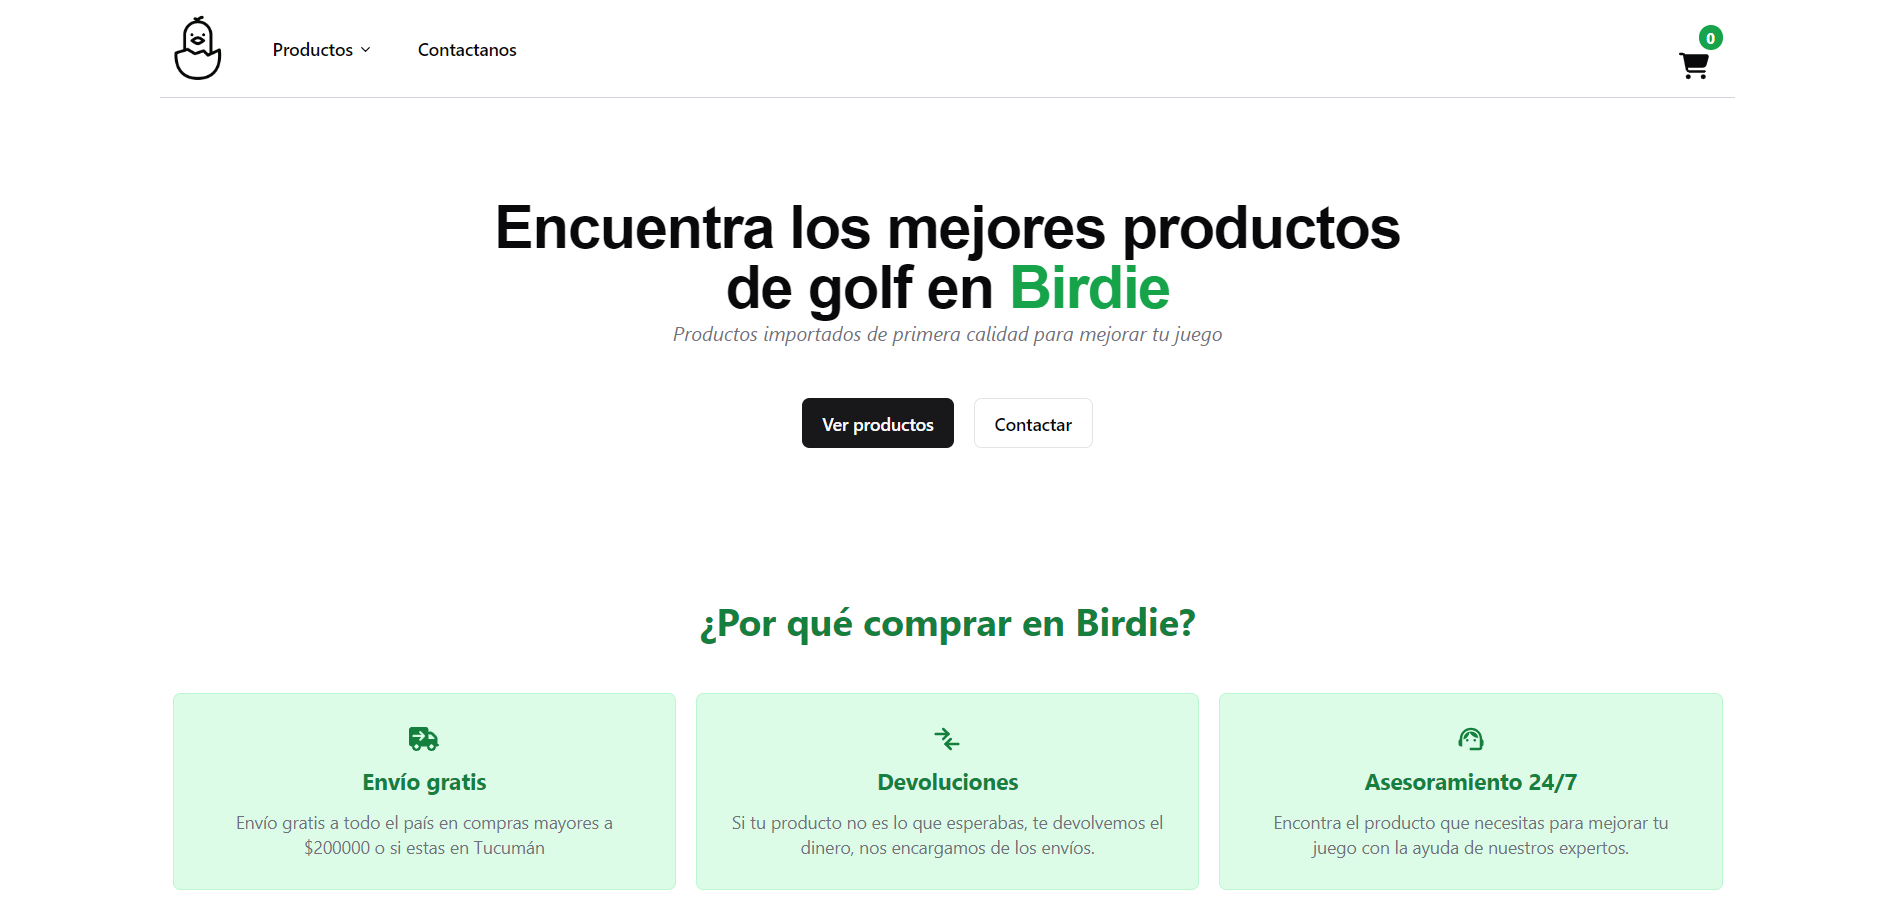 Productos
Contactanos
0
Encuentra los mejores productos
de golf en Birdie
Productos importados de primera calidad para mejorar tu juego
Ver productos
Contactar
¿Por qué comprar en Birdie?
Envío gratis
Envío gratis a todo el país en compras mayores a
$200000 o si estas en Tucumán
Devoluciones
Si tu producto no es lo que esperabas, te devolvemos el
dinero, nos encargamos de los envíos.
Asesoramiento 24/7
Encontra el producto que necesitas para mejorar tu
juego con la ayuda de nuestros expertos.